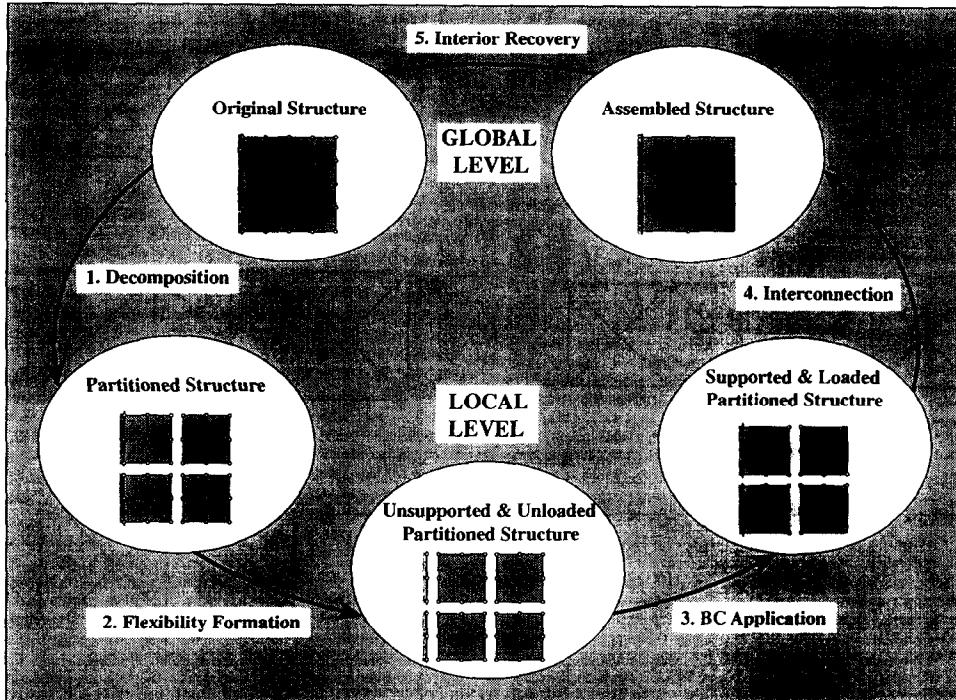 5. Interior Recovery
Original Structure
Assembled Structure
GLOBAL
LEVEL
1. Decomposition
4. Interconnection
Partitioned Structure
Supported & Loaded
Partitioned Structure
LOCAL
LEVEL
Unsupported & Unloaded
Partitioned Structure
2. Flexibility Formation
3. BC Application